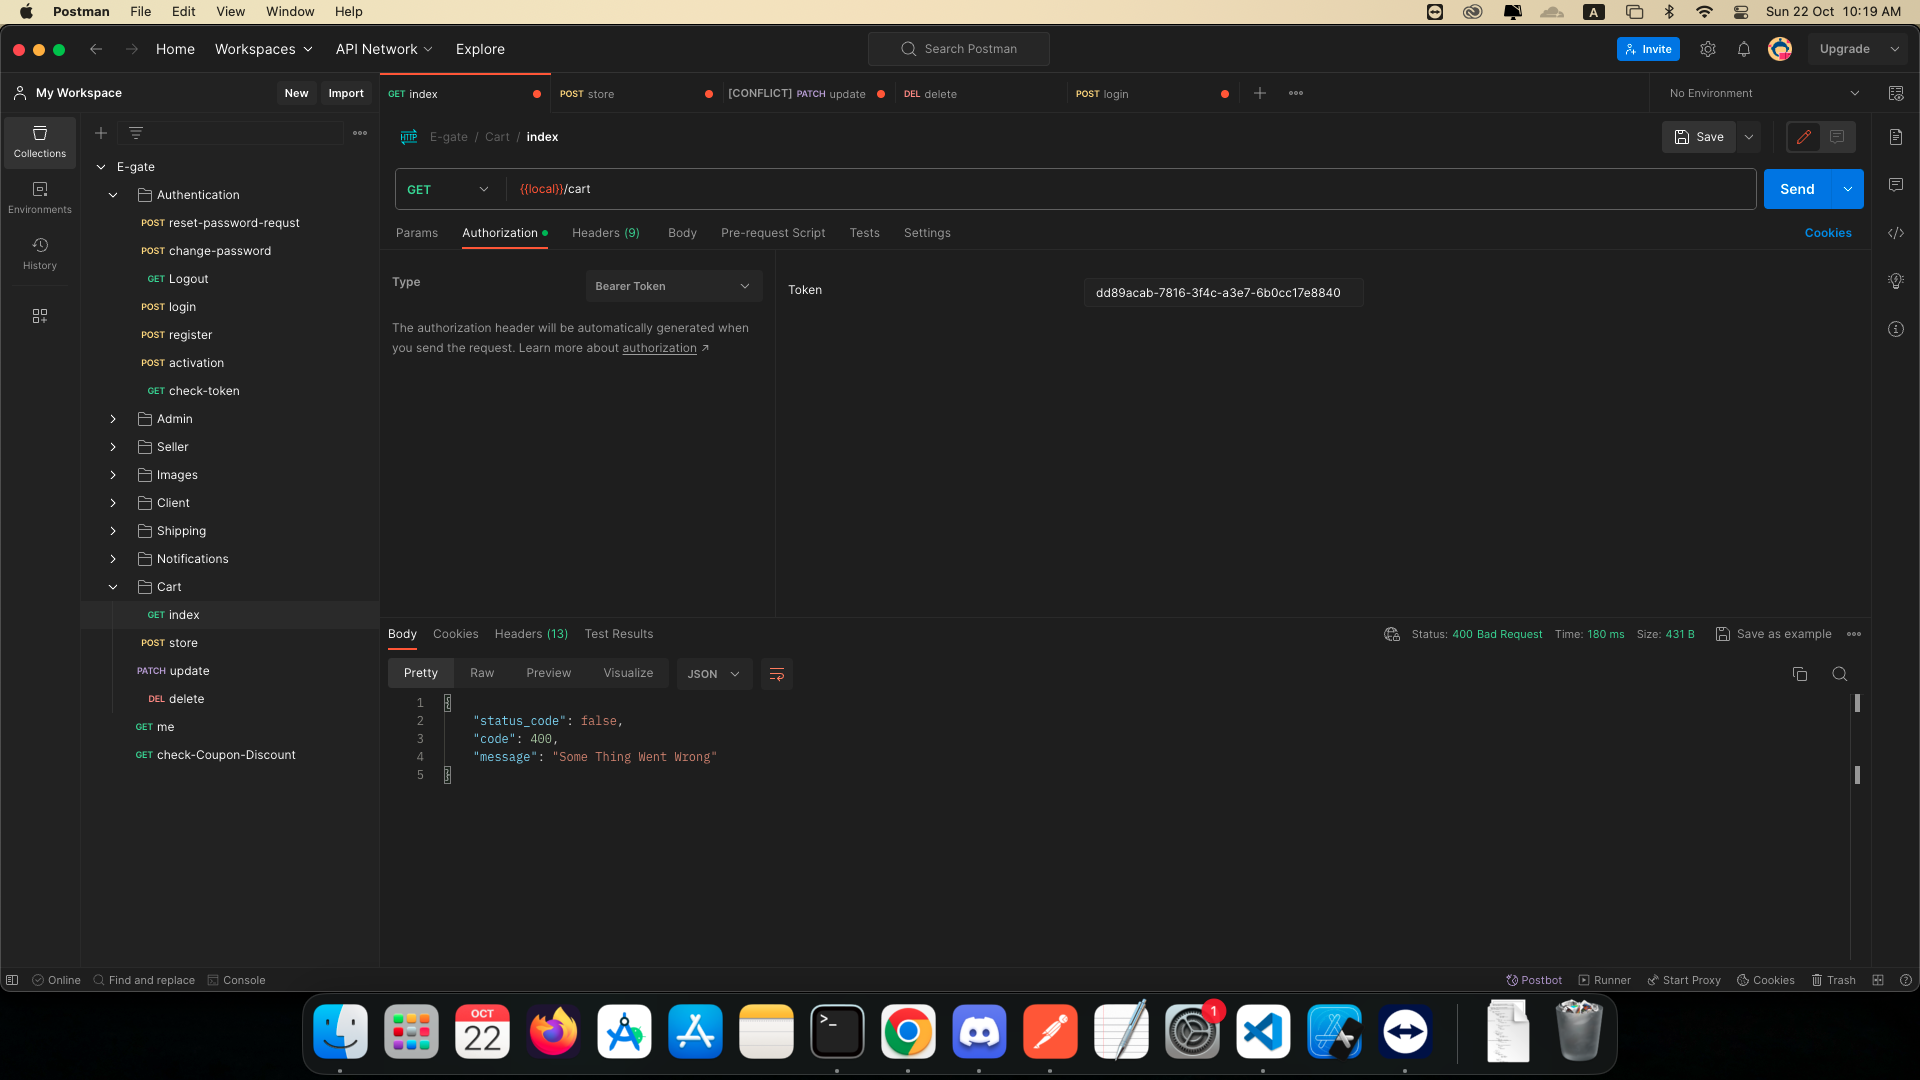 Postman File Edit View Window Help
A
Sun 22 Oct 10:19 AM
Home Workspaces API Network Explore
Search Postman
Invite
Upgrade
My Workspace
New Import
GET index
POST store
[CONFLICT] PATCH update
DEL delete
POST login
No Environment
Collections
Environments
History
E-gate
Authentication
POST reset-password-requst
POST change-password
GET Logout
POST login
POST register
POST activation
GET check-token
Admin
Seller
Images
Client
Shipping
Notifications
Cart
GET index
POST store
PATCH update
DEL delete
GET me
GET check-Coupon-Discount
HTTP E-gate / Cart / index
Save
GET {{local}}/cart
Send
Params Authorization Headers (9) Body Pre-request Script Tests Settings
Cookies
Type
Bearer Token
The authorization header will be automatically generated when
you send the request. Learn more about authorization ↗
Token
dd89acab-7816-3f4c-a3e7-6b0cc17e8840
Body Cookies Headers (13) Test Results
Status: 400 Bad Request Time: 180 ms Size: 431 B
Save as example
Pretty Raw Preview Visualize JSON
1 {
2 "status_code": false,
3 "code": 400,
4 "message": "Some Thing Went Wrong"
5 }
Online Find and replace Console
Postbot Runner Start Proxy Cookies Trash
OCT
22
>_
1